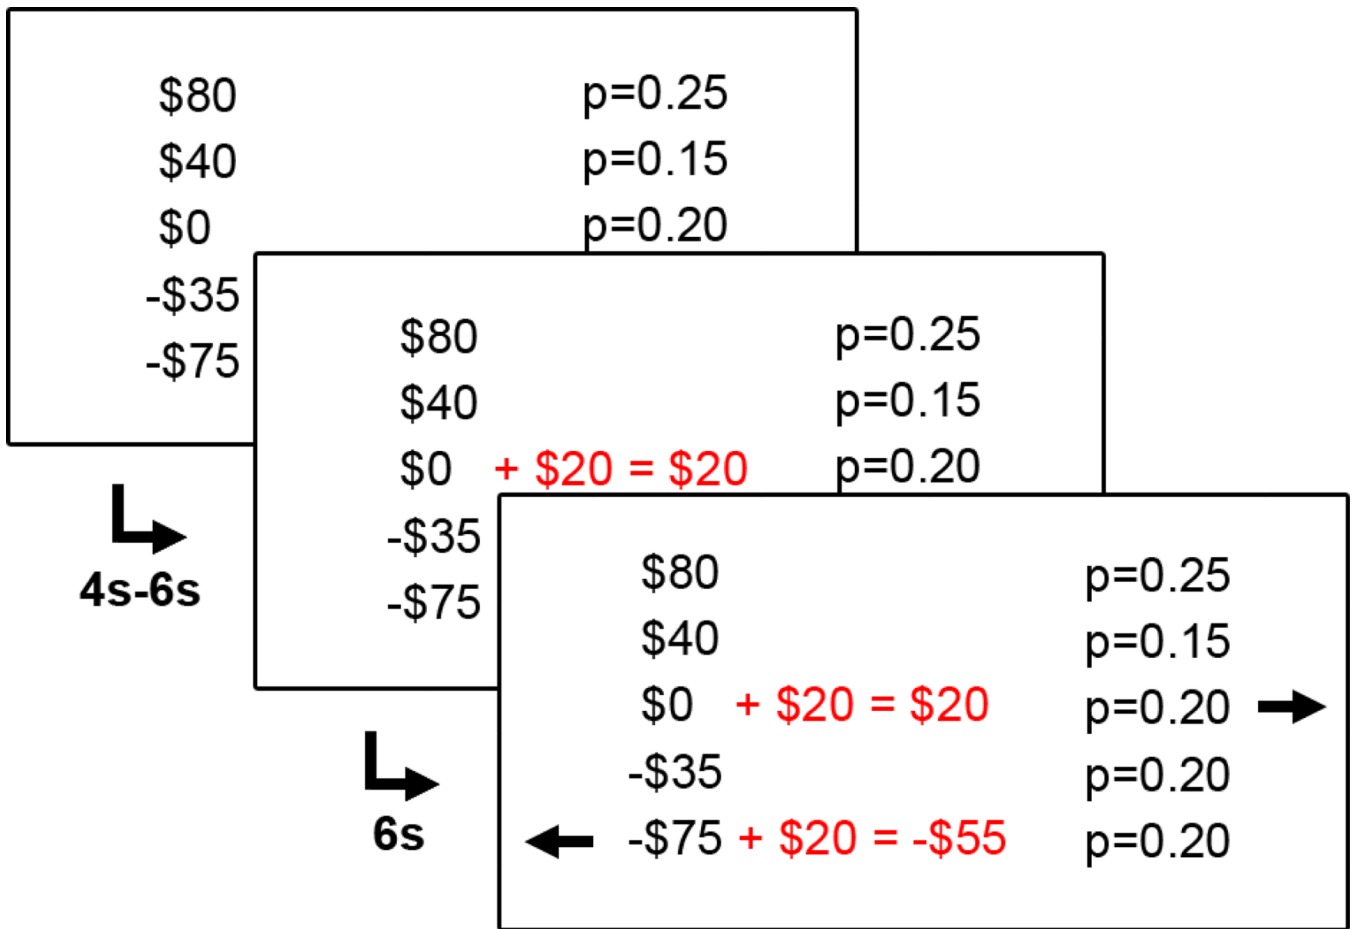 $80 p=0.25
$40 p=0.15
$0 p=0.20
-$35
-$75
4s-6s
$80 p=0.25
$40 p=0.15
$0 + $20 = $20 p=0.20
-$35
-$75
6s
$80 p=0.25
$40 p=0.15
$0 + $20 = $20 p=0.20
-$35 p=0.20
-$75 + $20 = -$55 p=0.20